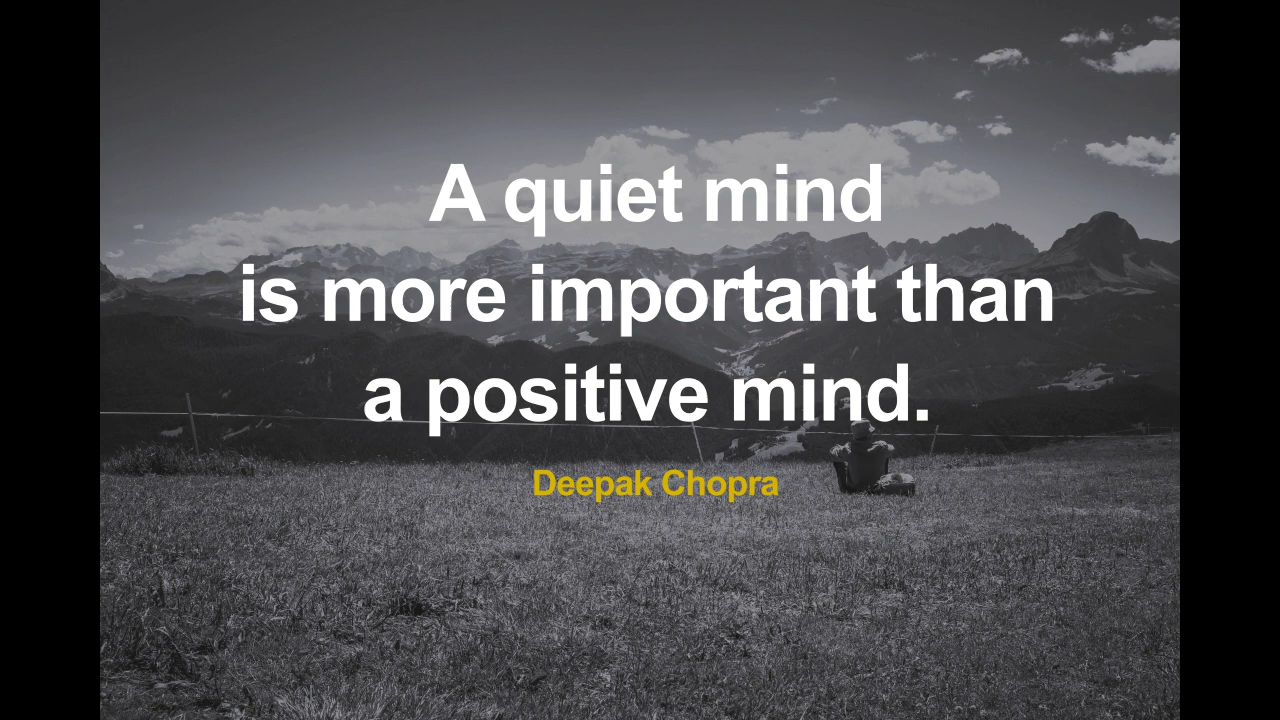 A quiet mind
is more important than
a positive mind.
Deepak Chopra